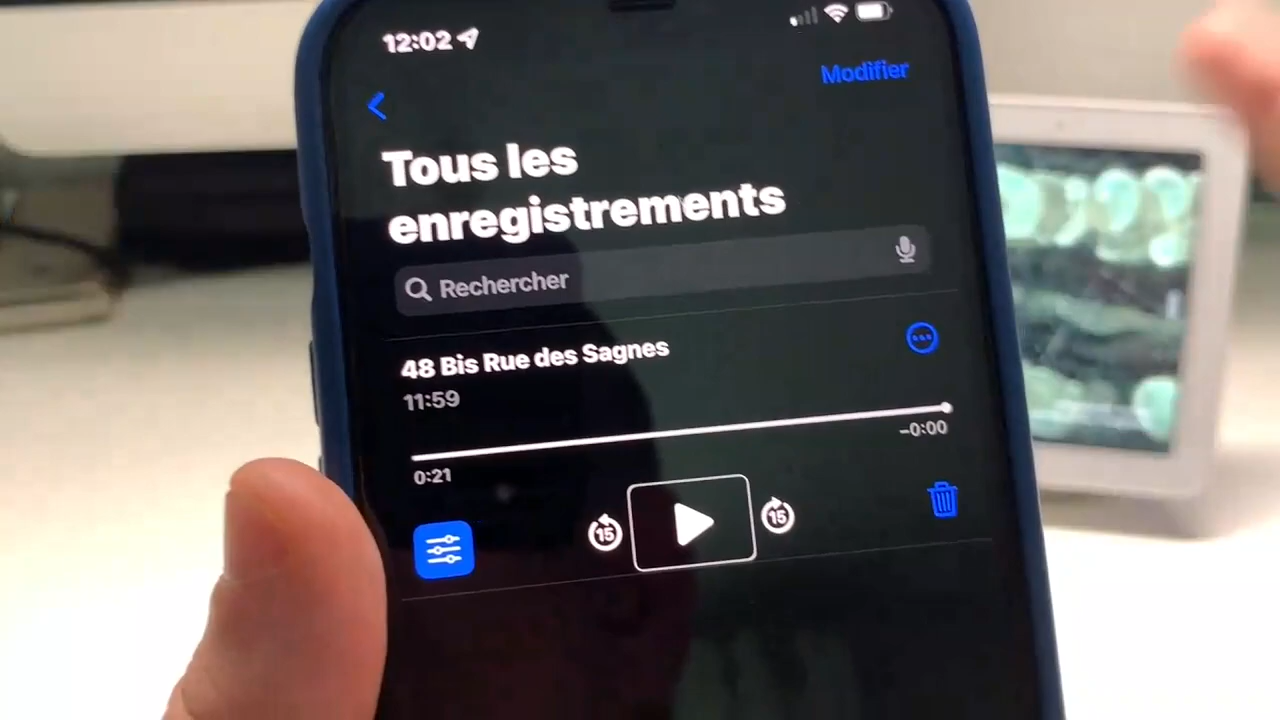 12:02
Modifier
Tous les
enregistrements
Rechercher
48 Bis Rue des Sagnes
11:59
0:21
-0:00
15
15